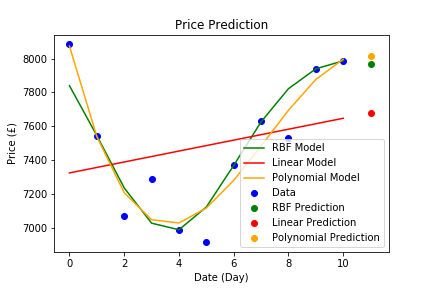 Price Prediction
8000
7800
7600
7400
7200
7000
Price (£)
0
2
4
6
8
10
Date (Day)
RBF Model
Linear Model
Polynomial Model
Data
RBF Prediction
Linear Prediction
Polynomial Prediction